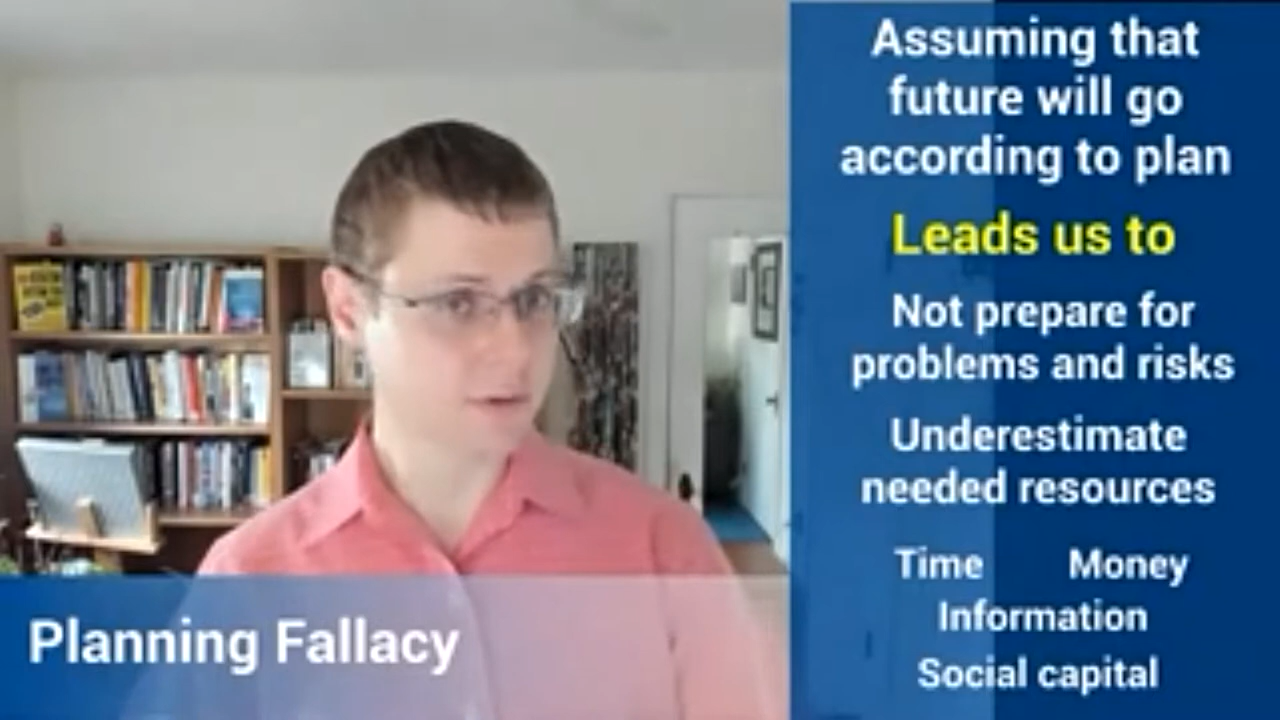 Assuming that
future will go
according to plan
Leads us to
Not prepare for
problems and risks
Underestimate
needed resources
Time Money
Information
Social capital
Planning Fallacy